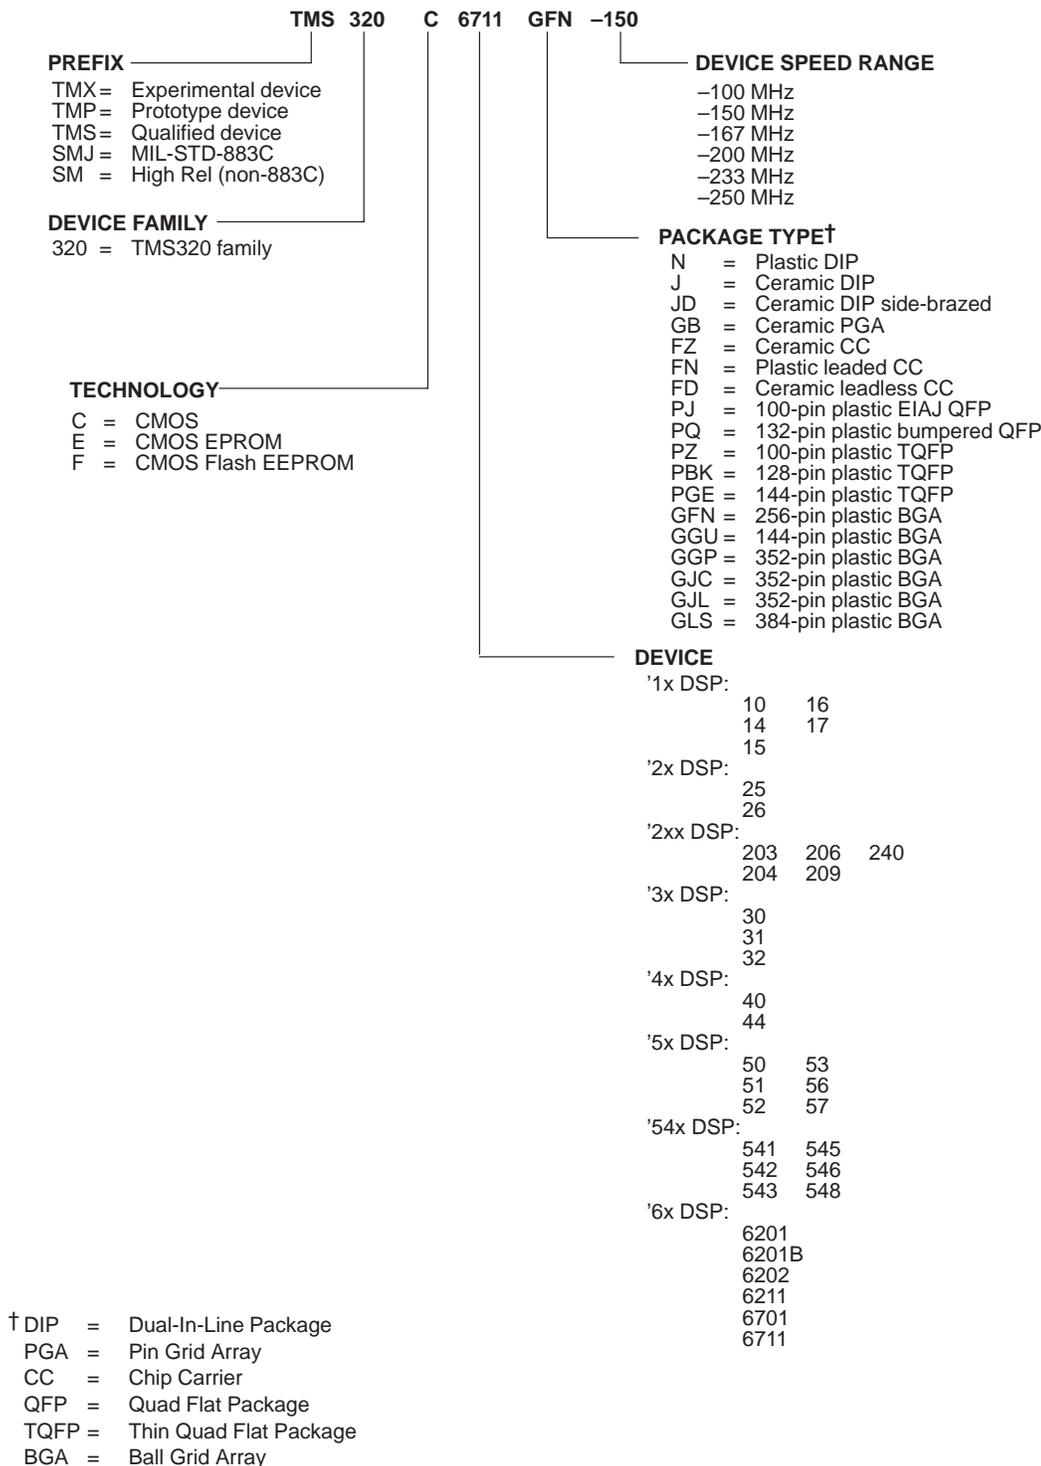 TMS 320 C 6711 GFN –150
PREFIX
TMX = Experimental device
TMP = Prototype device
TMS = Qualified device
SMJ = MIL-STD-883C
SM = High Rel (non-883C)
DEVICE FAMILY
320 = TMS320 family
TECHNOLOGY
C = CMOS
E = CMOS EPROM
F = CMOS Flash EEPROM
DEVICE SPEED RANGE
–100 MHz
–150 MHz
–167 MHz
–200 MHz
–233 MHz
–250 MHz
PACKAGE TYPE†
N = Plastic DIP
J = Ceramic DIP
JD = Ceramic DIP side-brazed
GB = Ceramic PGA
FZ = Ceramic CC
FN = Plastic leaded CC
FD = Ceramic leadless CC
PJ = 100-pin plastic EIAJ QFP
PQ = 132-pin plastic bumpered QFP
PZ = 100-pin plastic TQFP
PBK = 128-pin plastic TQFP
PGE = 144-pin plastic TQFP
GFN = 256-pin plastic BGA
GGU = 144-pin plastic BGA
GGP = 352-pin plastic BGA
GJC = 352-pin plastic BGA
GJL = 352-pin plastic BGA
GLS = 384-pin plastic BGA
DEVICE
’1x DSP:
10 16
14 17
15
’2x DSP:
25
26
’2xx DSP:
203 206 240
204 209
’3x DSP:
30
31
32
’4x DSP:
40
44
’5x DSP:
50 53
51 56
52 57
’54x DSP:
541 545
542 546
543 548
’6x DSP:
6201
6201B
6202
6211
6701
6711
† DIP = Dual-In-Line Package
PGA = Pin Grid Array
CC = Chip Carrier
QFP = Quad Flat Package
TQFP = Thin Quad Flat Package
BGA = Ball Grid Array